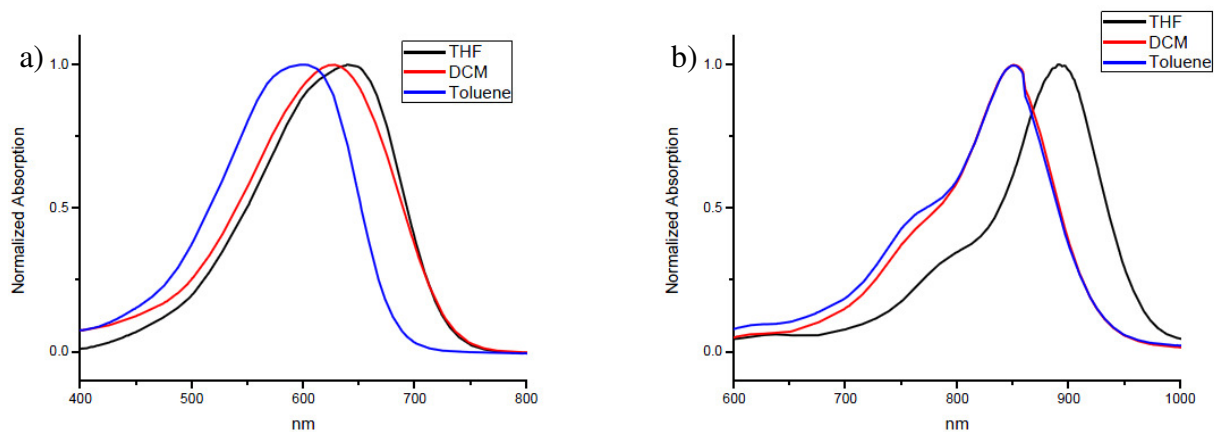 a)
THF
DCM
Toluene
1.0
0.5
0.0
Normalized Absorption
400 500 600 700 800
nm
b)
THF
DCM
Toluene
1.0
0.5
0.0
Normalized Absorption
600 700 800 900 1000
nm